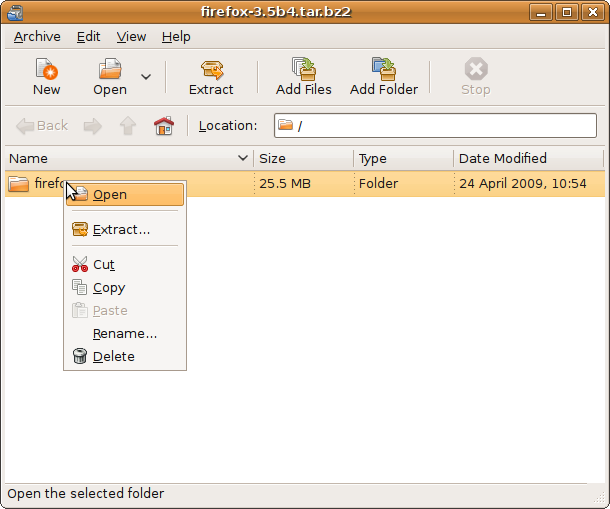 firefox-3.5b4.tar.bz2
Archive Edit View Help
New Open Extract Add Files Add Folder Stop
Back Location: /
Name Size Type Date Modified
25.5 MB Folder 24 April 2009, 10:54
Open
Extract...
Cut
Copy
Paste
Rename...
Delete
Open the selected folder